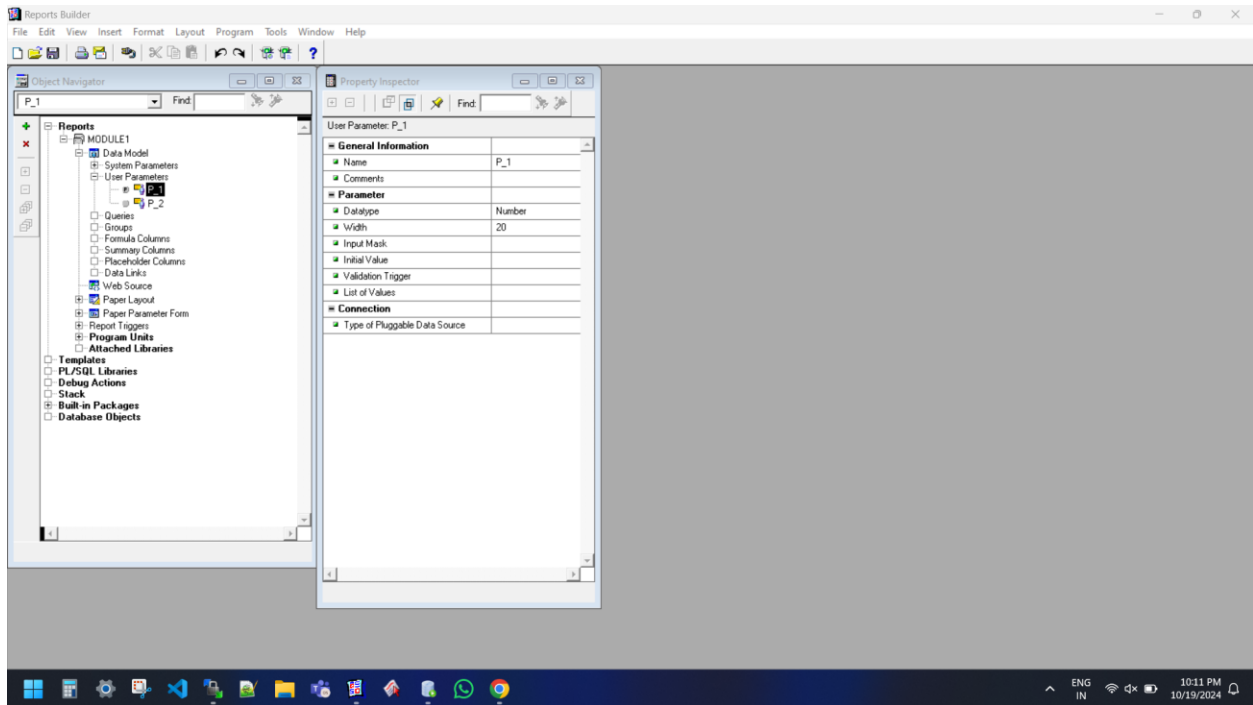 Reports Builder
File Edit View Insert Format Layout Program Tools Window Help
Object Navigator
P_1 Find:
Reports
MODULE1
Data Model
System Parameters
User Parameters
P_1
P_2
Queries
Groups
Formula Columns
Summary Columns
Placeholder Columns
Data Links
Web Source
Paper Layout
Paper Parameter Form
Report Triggers
Program Units
Attached Libraries
Templates
PL/SQL Libraries
Debug Actions
Stack
Built-in Packages
Database Objects
Property Inspector
Find:
User Parameter: P_1
General Information
Name P_1
Comments
Parameter
Datatype Number
Width 20
Input Mask
Initial Value
Validation Trigger
List of Values
Connection
Type of Pluggable Data Source
ENG
IN
10:11 PM
10/19/2024